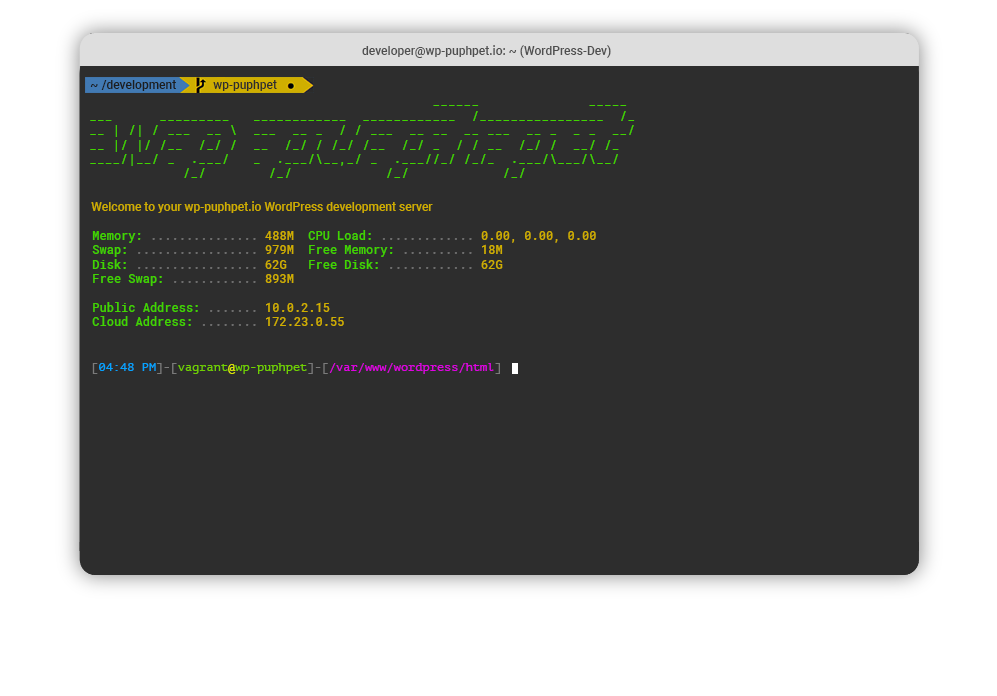 developer@wp-puphpet.io: ~ (WordPress-Dev)
~ /development wp-puphpet ●
Welcome to your wp-puphpet.io WordPress development server
Memory: ............... 488M CPU Load: ............. 0.00, 0.00, 0.00
Swap: ................. 979M Free Memory: .......... 18M
Disk: ................. 62G Free Disk: ............ 62G
Free Swap: ............ 893M
Public Address: ....... 10.0.2.15
Cloud Address: ........ 172.23.0.55
[04:48 PM]-[vagrant@wp-puphpet]-[/var/www/wordpress/html]